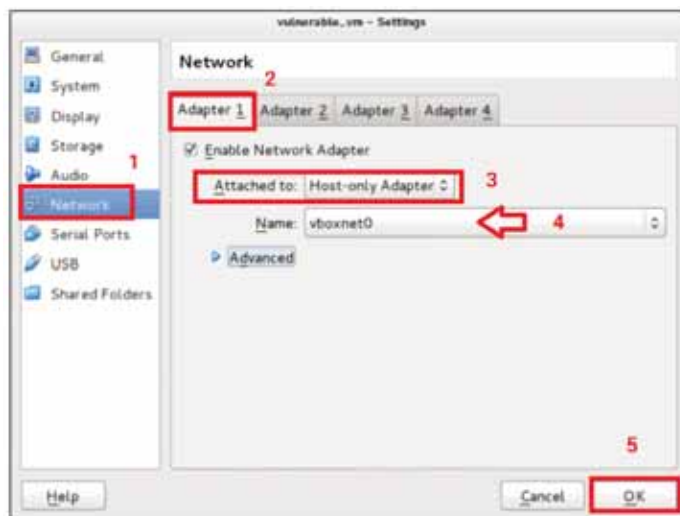 vulnerable_vm – Settings
General
System
Display
Storage
Audio
Network
Serial Ports
USB
Shared Folders
1
Network
2
Adapter 1
Adapter 2
Adapter 3
Adapter 4
Enable Network Adapter
Attached to: Host-only Adapter
3
Name: vboxnet0
4
Advanced
5
Help
Cancel
OK